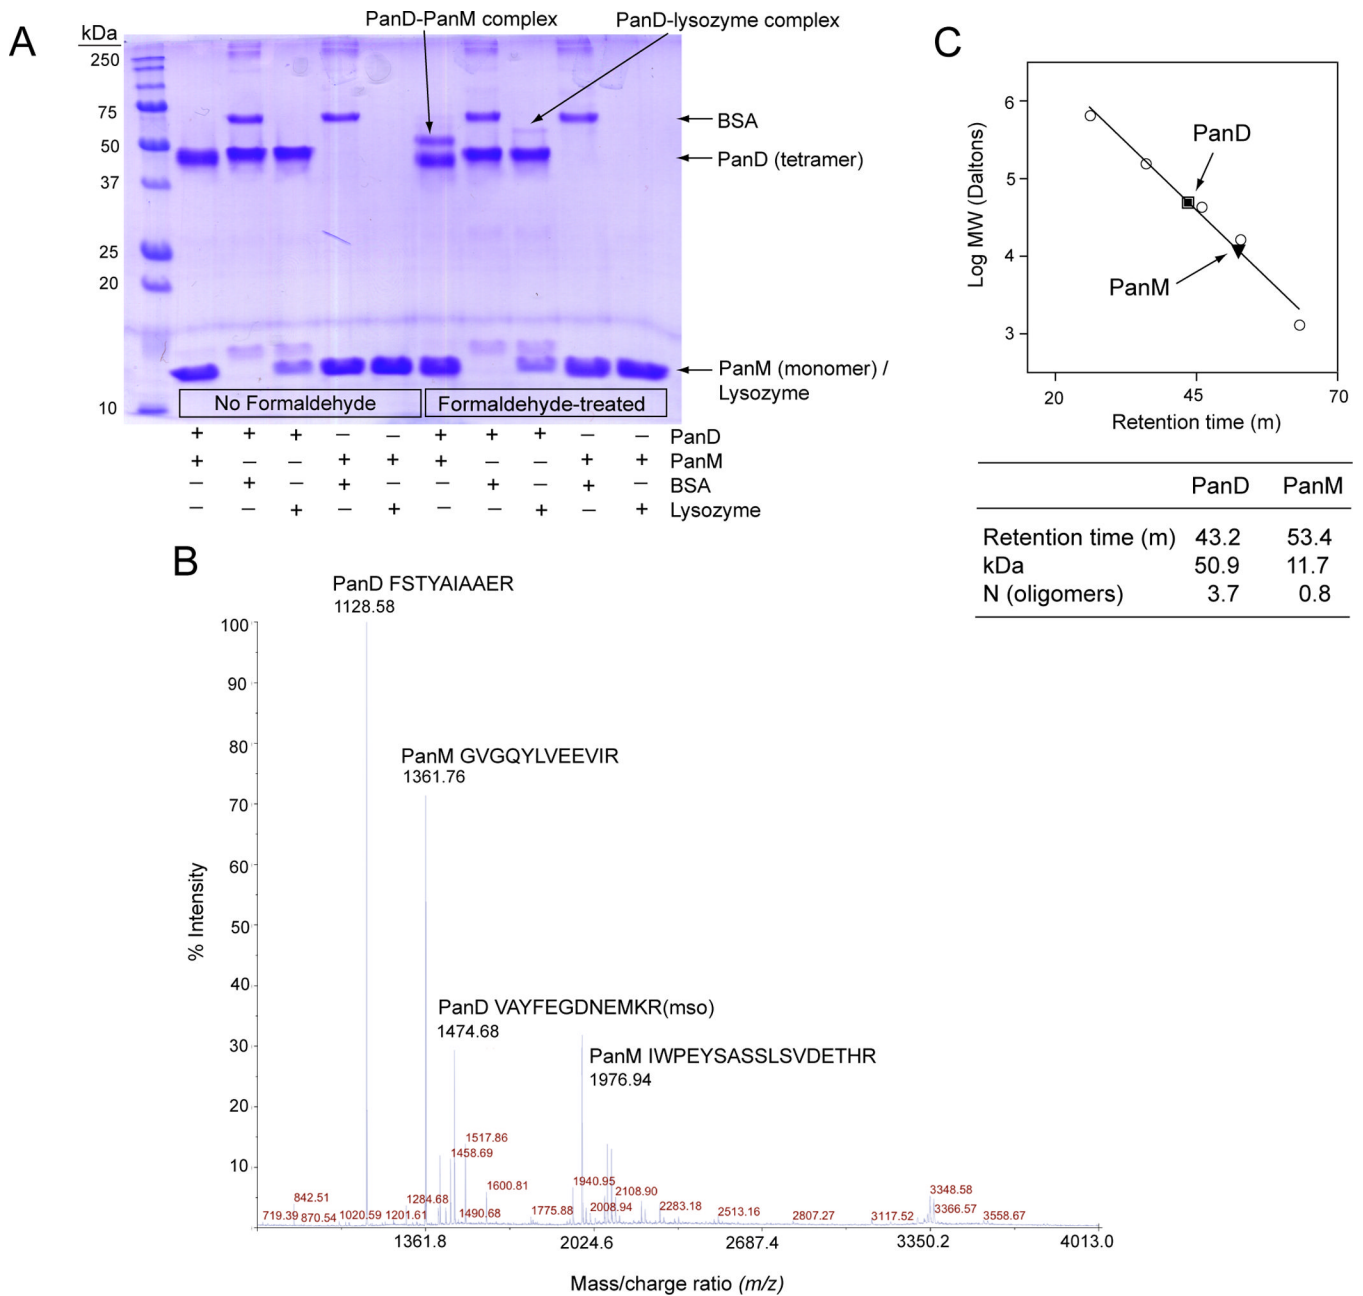 A
kDa
250
75
50
37
25
20
10
PanD-PanM complex
PanD-lysozyme complex
BSA
PanD (tetramer)
PanM (monomer) /
Lysozyme
No Formaldehyde
Formaldehyde-treated
+ + + – – + + + – – PanD
+ – – + + + – – + + PanM
– + – + – – + – + – BSA
– – + – + – – + – + Lysozyme
C
Log MW (Daltons)
6
5
4
3
PanD
PanM
20 45 70
Retention time (m)
PanD PanM
Retention time (m) 43.2 53.4
kDa 50.9 11.7
N (oligomers) 3.7 0.8
B
% Intensity
100
90
80
70
60
50
40
30
20
10
PanD FSTYAIAAER
1128.58
PanM GVGQYLVEEVIR
1361.76
PanD VAYFEGDNEMKR(mso)
1474.68
PanM IWPEYSASSLSVDETHR
1976.94
719.39
842.51
870.54
1020.59
1201.61
1284.68
1458.69
1517.86
1490.68
1600.81
1775.88
1940.95
2008.94
2108.90
2283.18
2513.16
2807.27
3117.52
3348.58
3366.57
3558.67
1361.8 2024.6 2687.4 3350.2 4013.0
Mass/charge ratio (m/z)